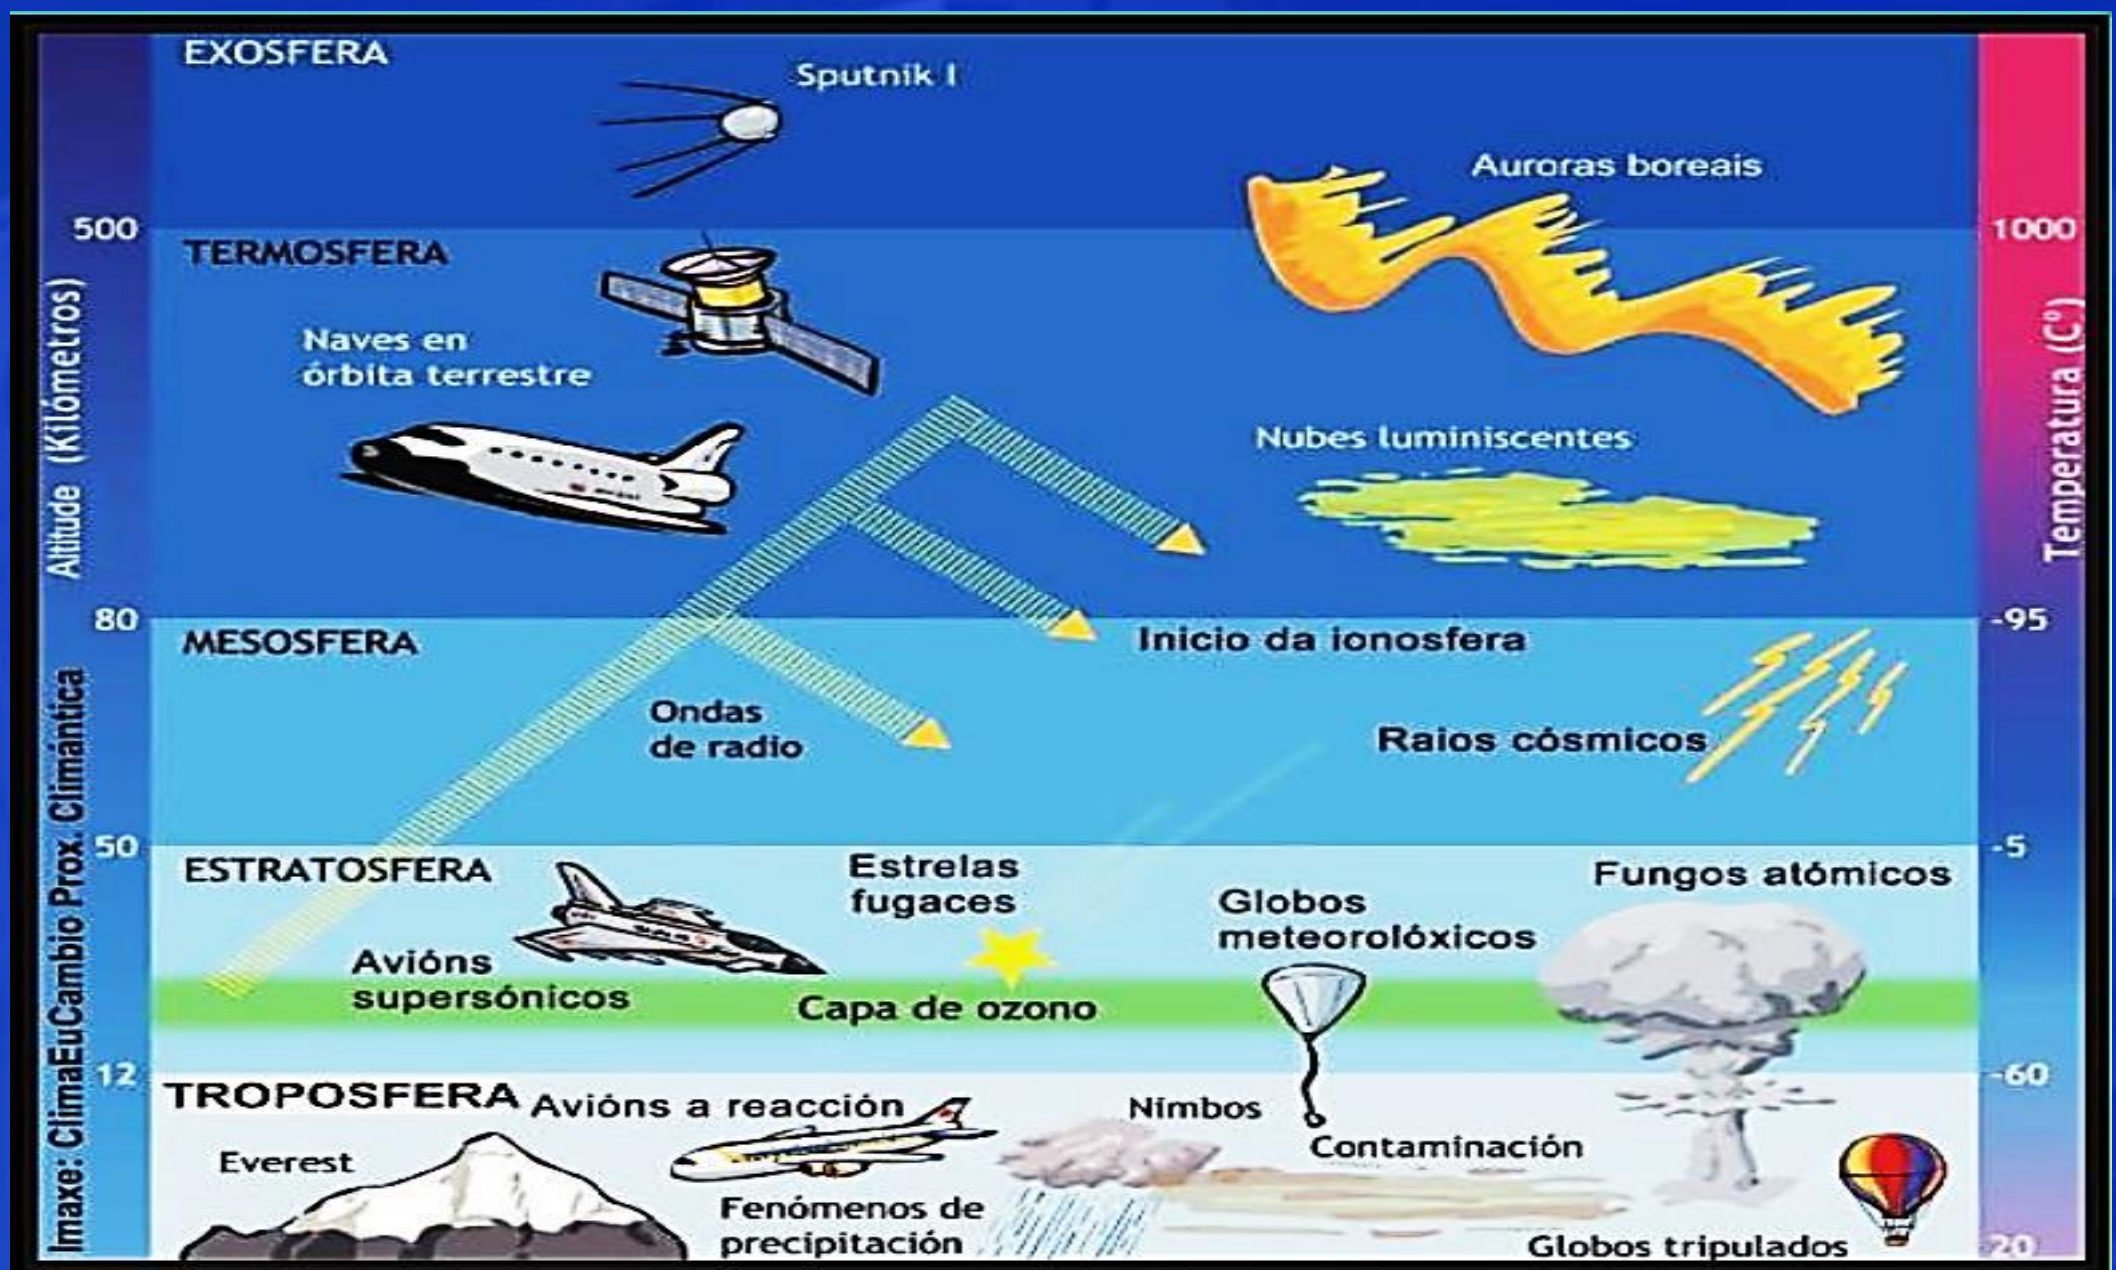 EXOSFERA
Sputnik I
Auroras boreais
500
1000
TERMOSFERA
Naves en
órbita terrestre
Nubes luminiscentes
Altitude (Kilómetros)
Temperatura (Cº)
80
-95
MESOSFERA
Inicio da ionosfera
Ondas
de radio
Raios cósmicos
50
-5
ESTRATOSFERA
Estrelas
fugaces
Fungos atómicos
Globos
meteorolóxicos
Avións
supersónicos
Capa de ozono
12
-60
TROPOSFERA
Avións a reacción
Nimbos
Everest
Contaminación
Fenómenos de
precipitación
Globos tripulados
20
Imaxe: ClimaEuCambio Prox. Climántica